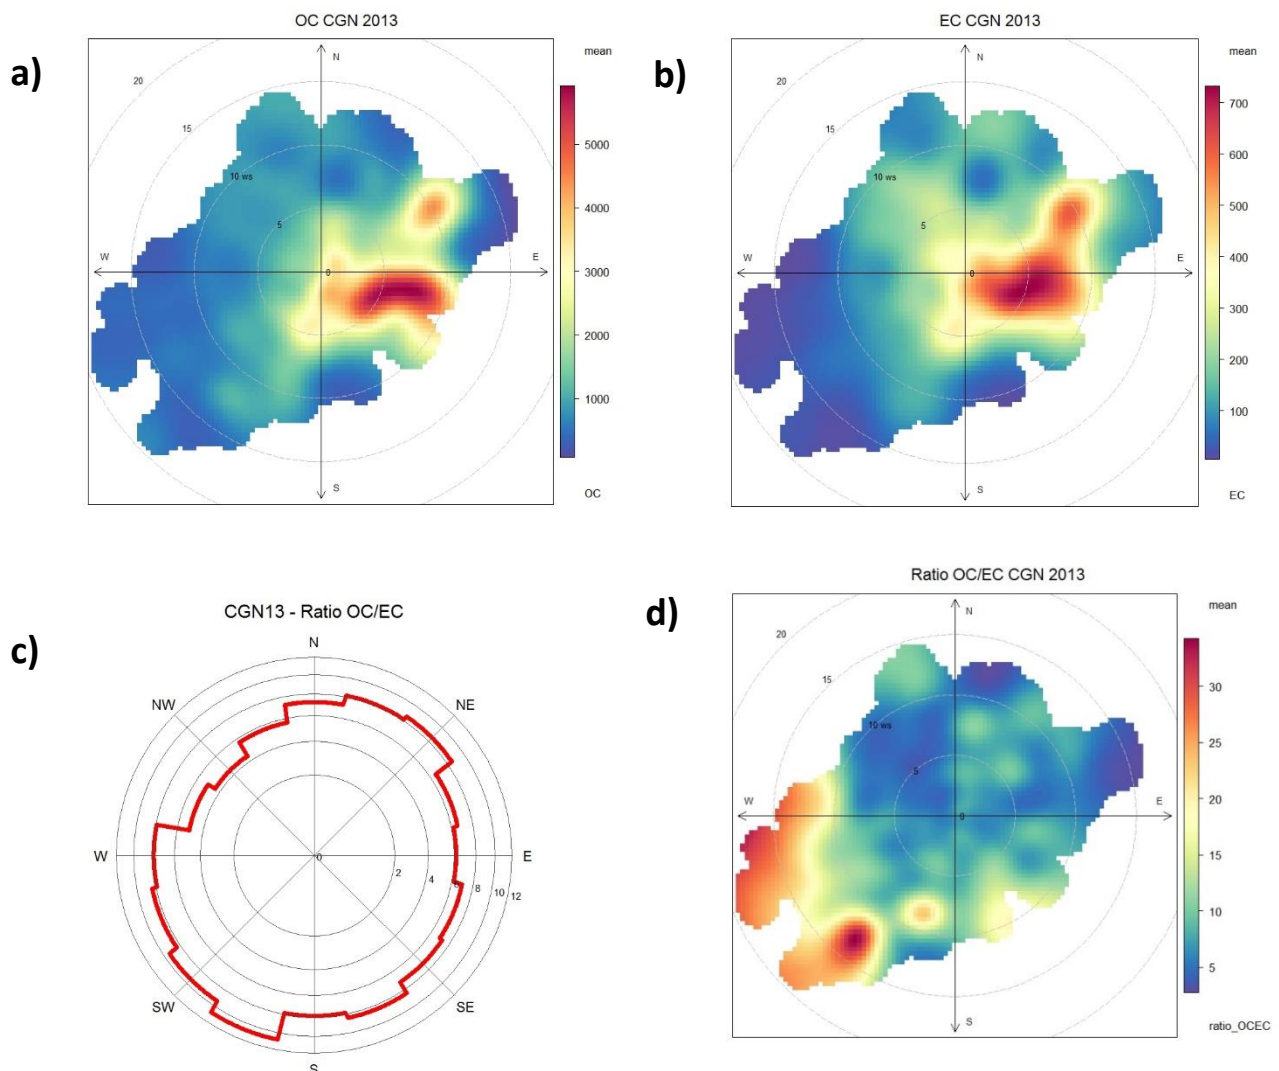 a)
OC CGN 2013
mean
N
20
15
10 ws
5
0
W
E
S
5000
4000
3000
2000
1000
OC
b)
EC CGN 2013
mean
N
20
15
10 ws
5
0
W
E
S
700
600
500
400
300
200
100
EC
c)
CGN13 - Ratio OC/EC
N
NW
NE
W
0
2
4
6
8
10
12
E
SW
SE
S
d)
Ratio OC/EC CGN 2013
mean
N
20
15
10 ws
5
0
W
E
S
30
25
20
15
10
5
ratio_OCEC